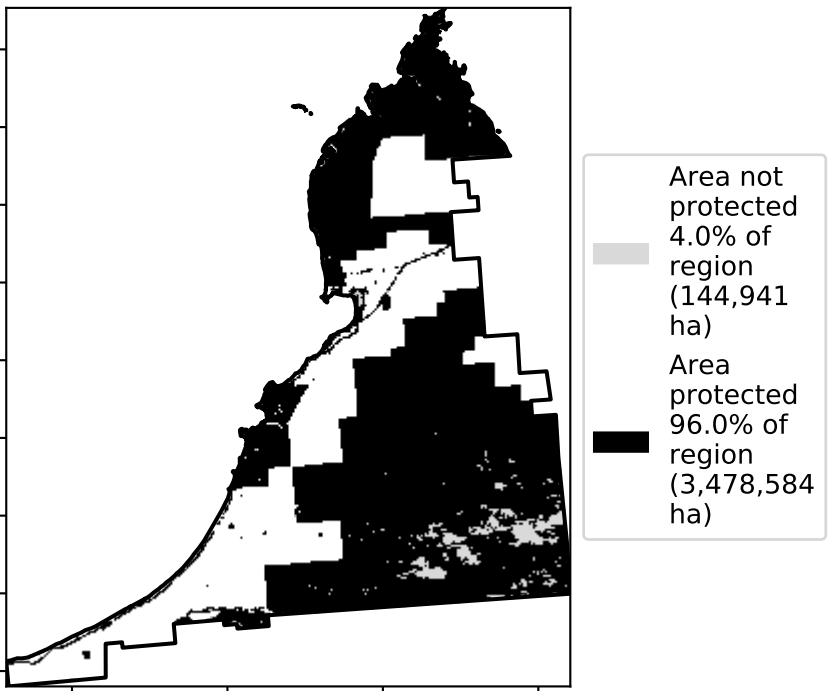 Area not
protected
4.0% of
region
(144,941
ha)
Area
protected
96.0% of
region
(3,478,584
ha)